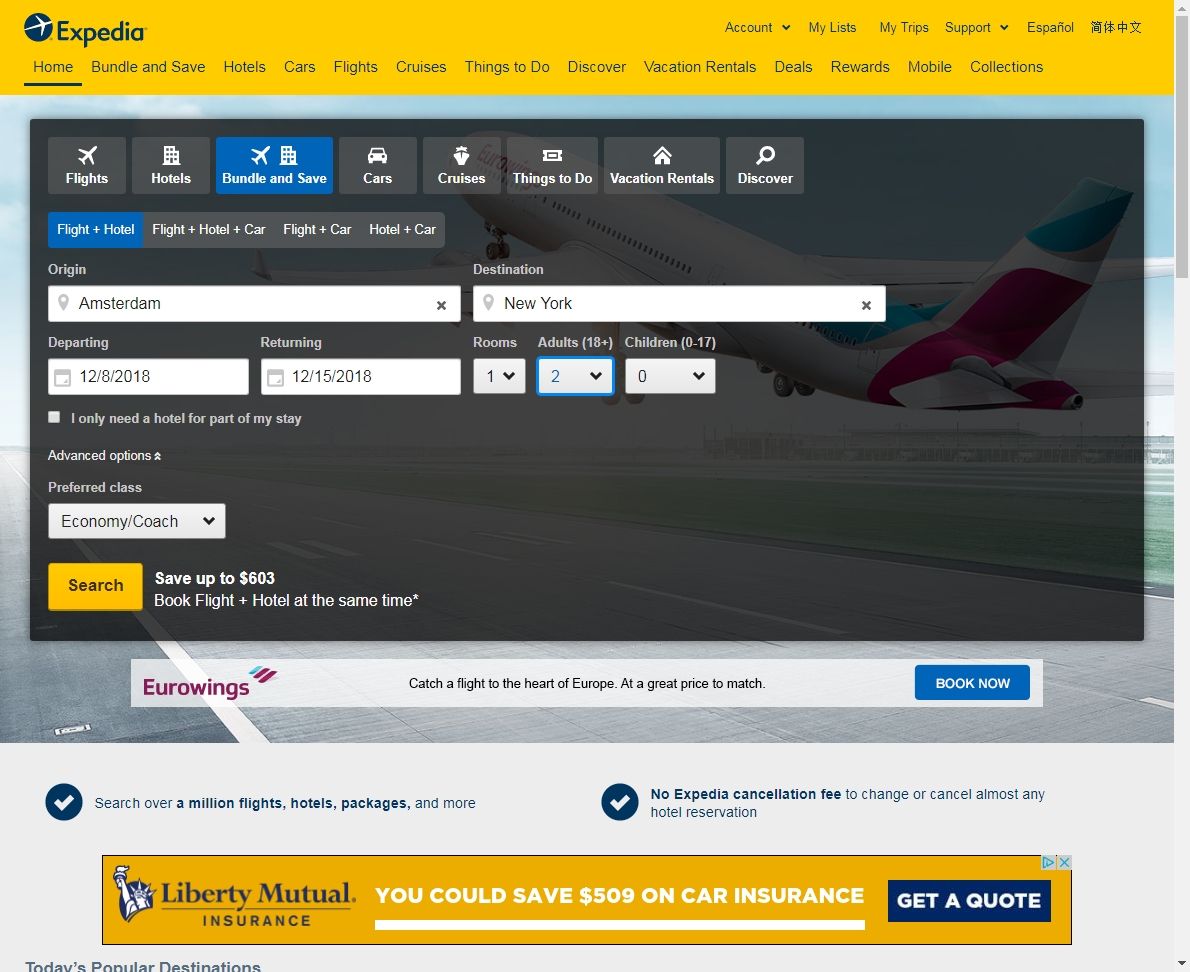 Expedia
Account
My Lists
My Trips
Support
Español
简体中文
Home
Bundle and Save
Hotels
Cars
Flights
Cruises
Things to Do
Discover
Vacation Rentals
Deals
Rewards
Mobile
Collections
Flights
Hotels
Bundle and Save
Cars
Cruises
Things to Do
Vacation Rentals
Discover
Flight + Hotel
Flight + Hotel + Car
Flight + Car
Hotel + Car
Origin
Destination
Amsterdam
New York
Departing
Returning
Rooms
Adults (18+)
Children (0-17)
12/8/2018
12/15/2018
1
2
0
I only need a hotel for part of my stay
Advanced options
Preferred class
Economy/Coach
Search
Save up to $603
Book Flight + Hotel at the same time*
Eurowings
Catch a flight to the heart of Europe. At a great price to match.
BOOK NOW
Search over a million flights, hotels, packages, and more
No Expedia cancellation fee to change or cancel almost any
hotel reservation
Liberty Mutual.
INSURANCE
YOU COULD SAVE $509 ON CAR INSURANCE
GET A QUOTE
Today's Popular Destinations